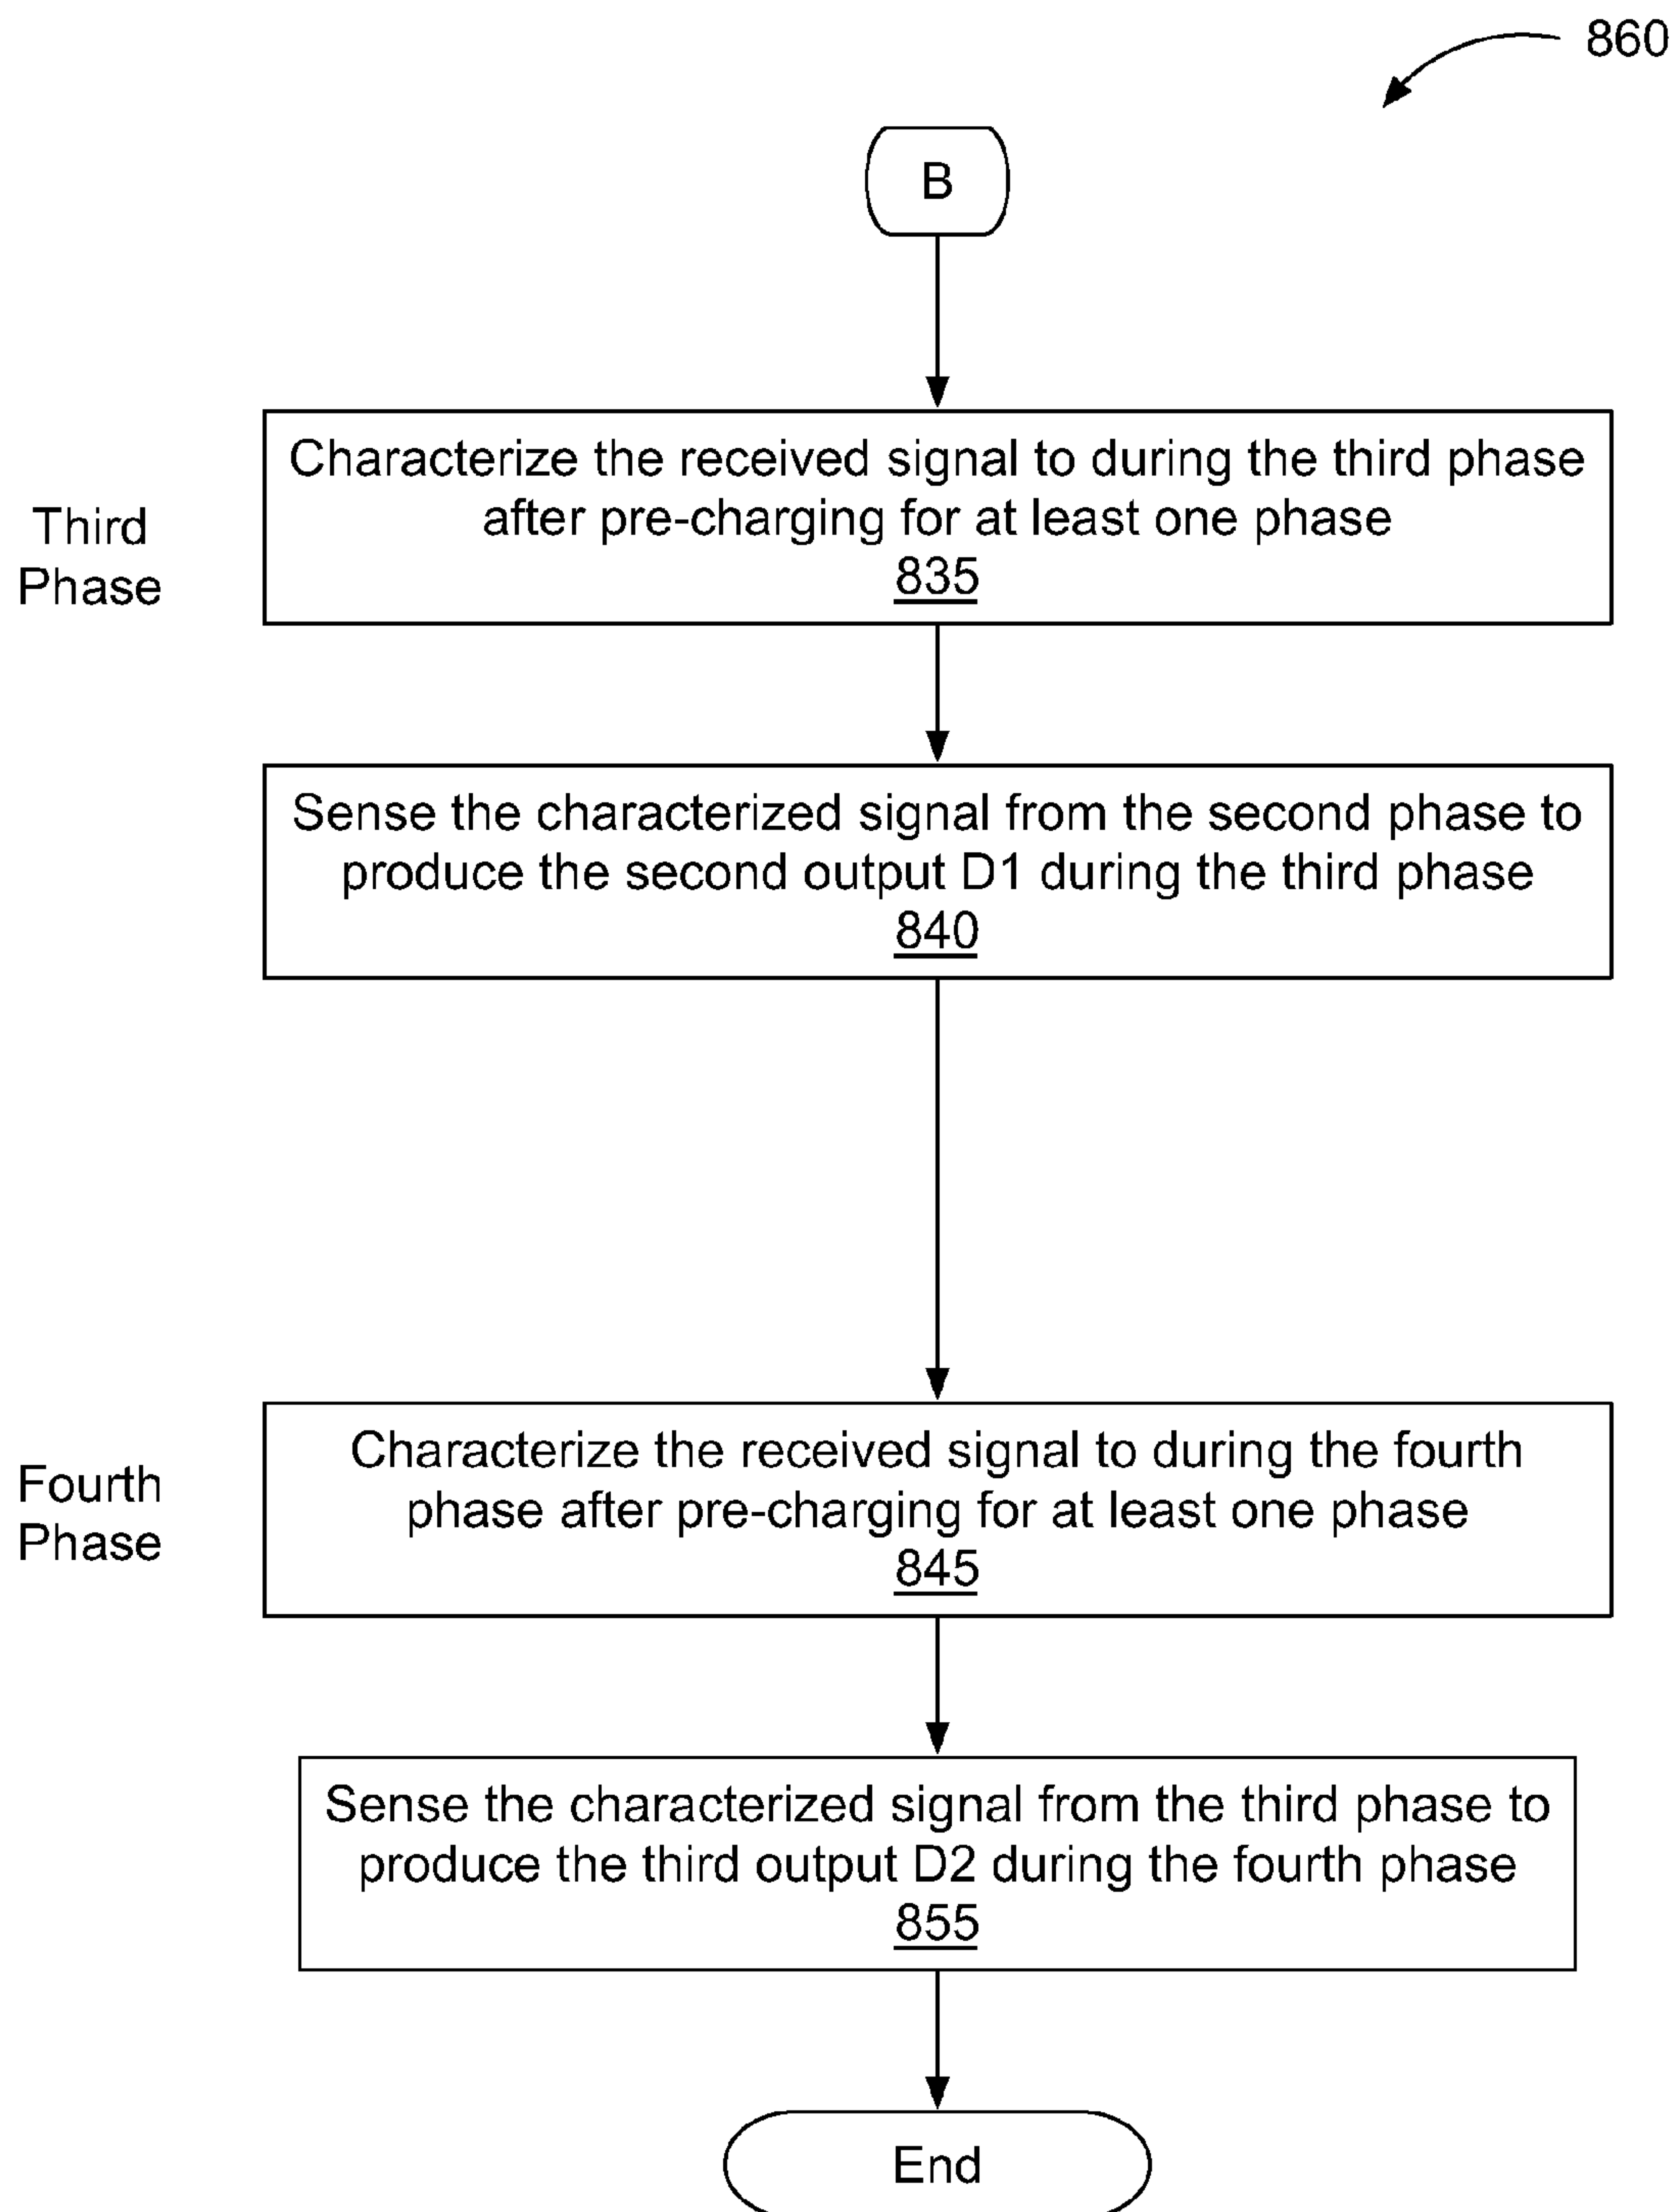 860
B
Third
Phase
Characterize the received signal to during the third phase
after pre-charging for at least one phase
835
Sense the characterized signal from the second phase to
produce the second output D1 during the third phase
840
Fourth
Phase
Characterize the received signal to during the fourth
phase after pre-charging for at least one phase
845
Sense the characterized signal from the third phase to
produce the third output D2 during the fourth phase
855
End